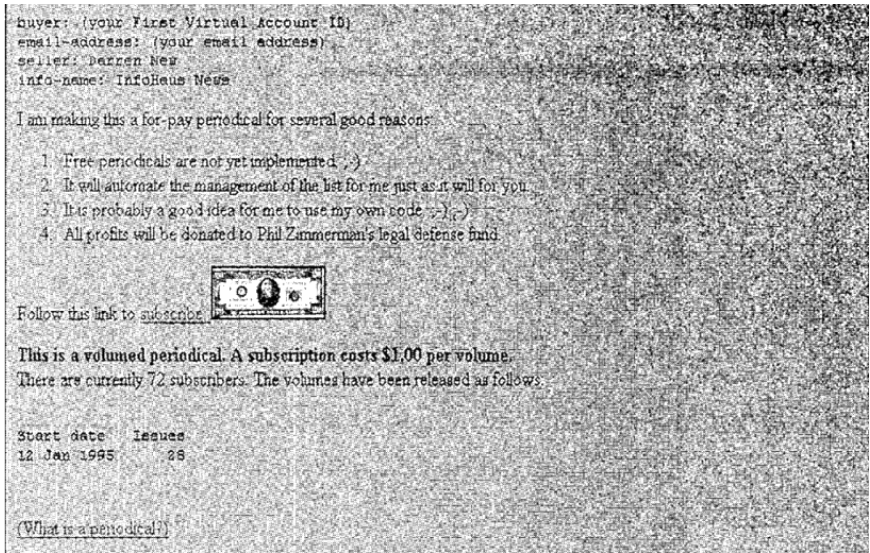 buyer: (your First Virtual Account ID)
email-address: (your email address)
seller: Darren New
info-name: InfoHaus News
I am making this a for-pay periodical for several good reasons:
1. Free periodicals are not yet implemented. ;-)
2. It will automate the management of the list for me just as it will for you.
3. It is probably a good idea for me to use my own code. :-) ;-)
4. All profits will be donated to Phil Zimmerman's legal defense fund.
Follow this link to subscribe.
This is a volumed periodical. A subscription costs $1.00 per volume.
There are currently 72 subscribers. The volumes have been released as follows:
Start date Issues
12 Jan 1995 28
(What is a periodical?)